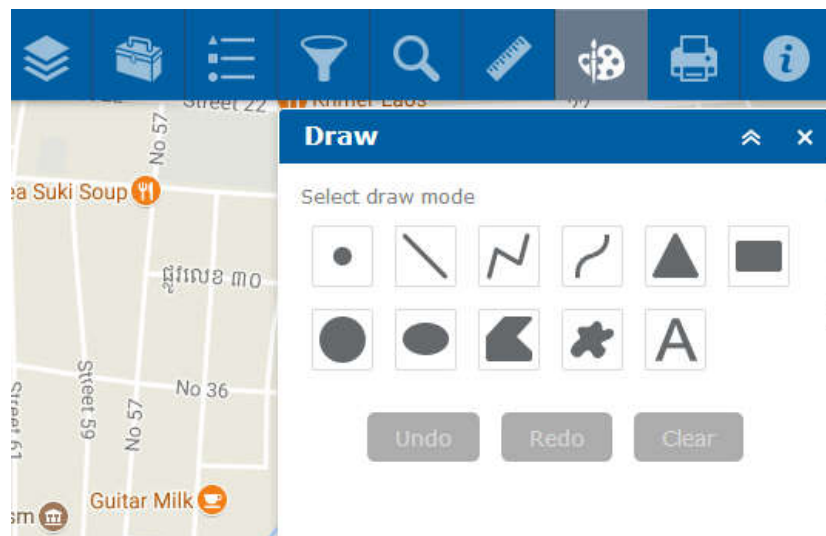 Street 22
Khmer Laos
Draw
No 57
ea Suki Soup
Select draw mode
ផ្លូវលេខ ៣០
A
Street 59
No 36
Street 61
No 57
Undo
Redo
Clear
Guitar Milk
sm